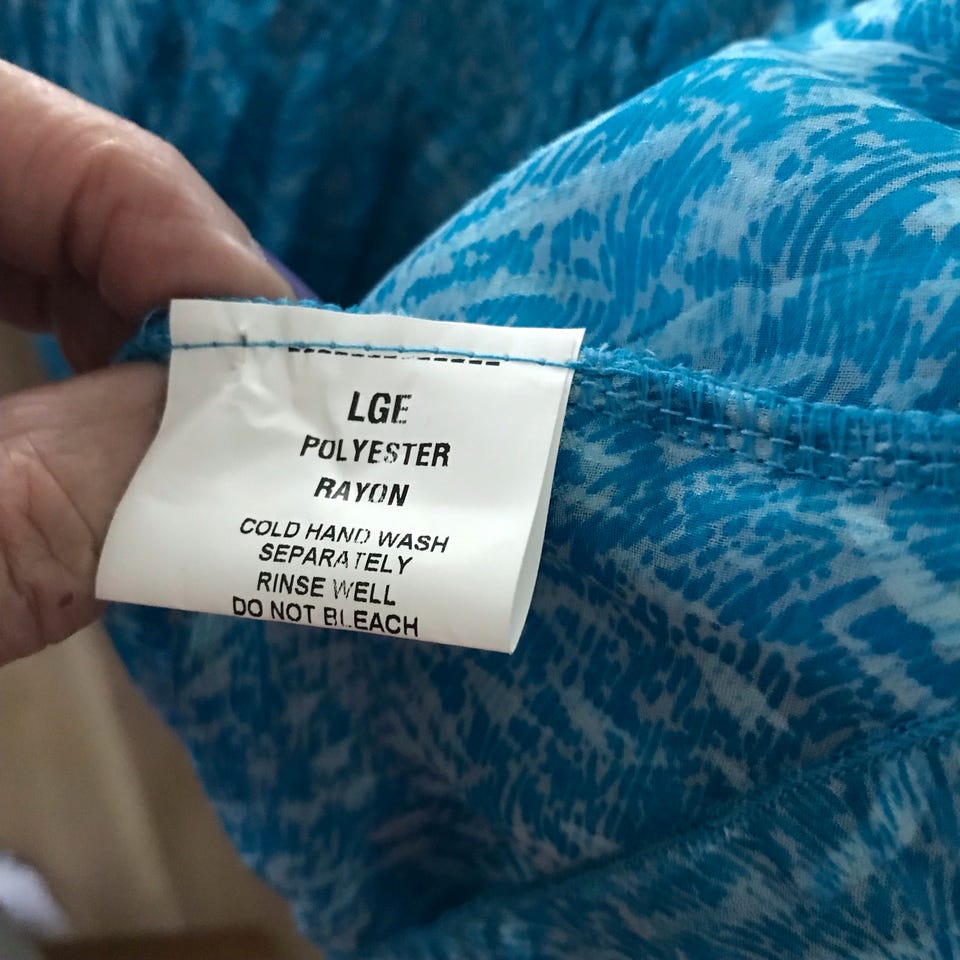 LGE
POLYESTER
RAYON
COLD HAND WASH
SEPARATELY
RINSE WELL
DO NOT BLEACH